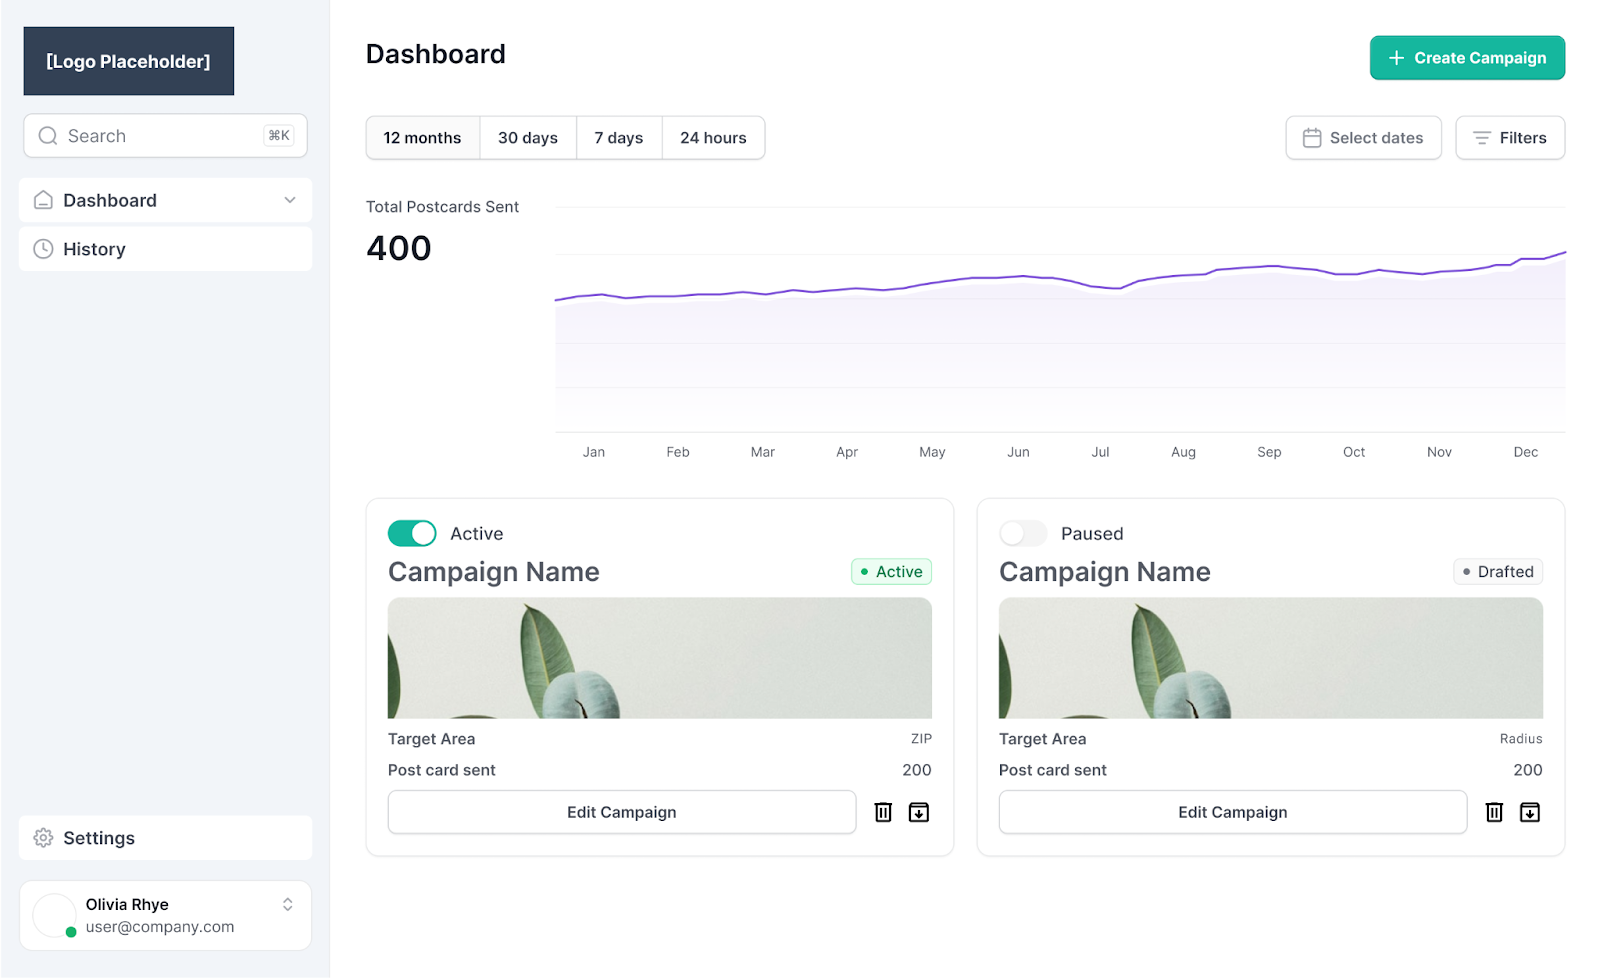 [Logo Placeholder]
Search
⌘K
Dashboard
History
Settings
Olivia Rhye
user@company.com
Dashboard
Create Campaign
12 months
30 days
7 days
24 hours
Select dates
Filters
Total Postcards Sent
400
Jan
Feb
Mar
Apr
May
Jun
Jul
Aug
Sep
Oct
Nov
Dec
Active
Campaign Name
Active
Target Area
ZIP
Post card sent
200
Edit Campaign
Paused
Campaign Name
Drafted
Target Area
Radius
Post card sent
200
Edit Campaign